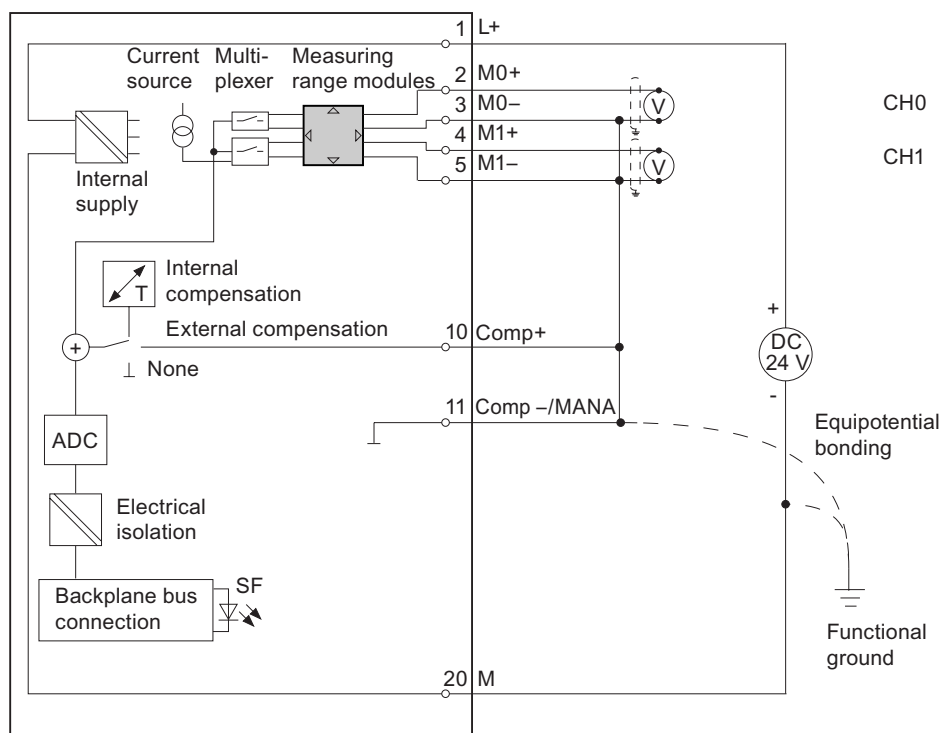 1 L+
Current source
Multi-
plexer
Measuring range modules
2 M0+
3 M0–
4 M1+
5 M1–
V
V
CH0
CH1
Internal supply
T
Internal compensation
External compensation
10 Comp+
+
None
11 Comp –/MANA
+
DC
24 V
-
Equipotential bonding
ADC
Electrical isolation
SF
Backplane bus connection
Functional ground
20 M